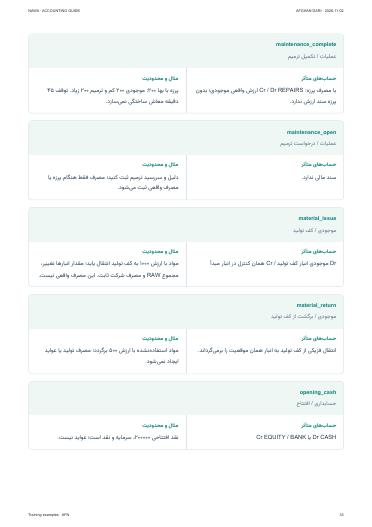 NAWA · ACCOUNTING GUIDE
AFGHAN DARI · 2026-11-02
maintenance_complete
عملیات / تکمیل ترمیم
حساب‌های متأثر
با مصرف پرزه: Cr / Dr REPAIRS ارزش واقعی موجودی؛ بدون
پرزه سند ارزش ندارد.
مثال و محدودیت
پرزه با بها ۲۰۰: موجودی ۲۰۰ کم و ترمیم ۲۰۰ زیاد. توقف ۴۵
دقیقه معاش ساختگی نمی‌سازد.
maintenance_open
عملیات / درخواست ترمیم
حساب‌های متأثر
سند مالی ندارد.
مثال و محدودیت
دلیل و سررسید ترمیم ثبت کنید؛ مصرف فقط هنگام پرزه یا
مصرف واقعی ثبت می‌شود.
material_issue
موجودی / کف تولید
حساب‌های متأثر
Dr موجودی انبار کف تولید / Cr همان کنترل در انبار مبدأ
مثال و محدودیت
مواد با ارزش ۱۰۰۰ به کف تولید انتقال یابد: مقدار انبارها تغییر،
مجموع RAW و مصرف شرکت ثابت. این مصرف واقعی نیست.
material_return
موجودی / برگشت از کف تولید
حساب‌های متأثر
انتقال فزیکی از کف تولید به انبار همان موقعیت را برمی‌گرداند.
مثال و محدودیت
مواد استفاده‌نشده با ارزش ۵۰۰ برگردد؛ مصرف تولید یا عواید
ایجاد نمی‌شود.
opening_cash
حسابداری / افتتاح
حساب‌های متأثر
Cr EQUITY / BANK یا Dr CASH
مثال و محدودیت
نقد افتتاحی ۲۰۰۰۰۰، سرمایه و نقد است؛ عواید نیست.
Training examples · AFN